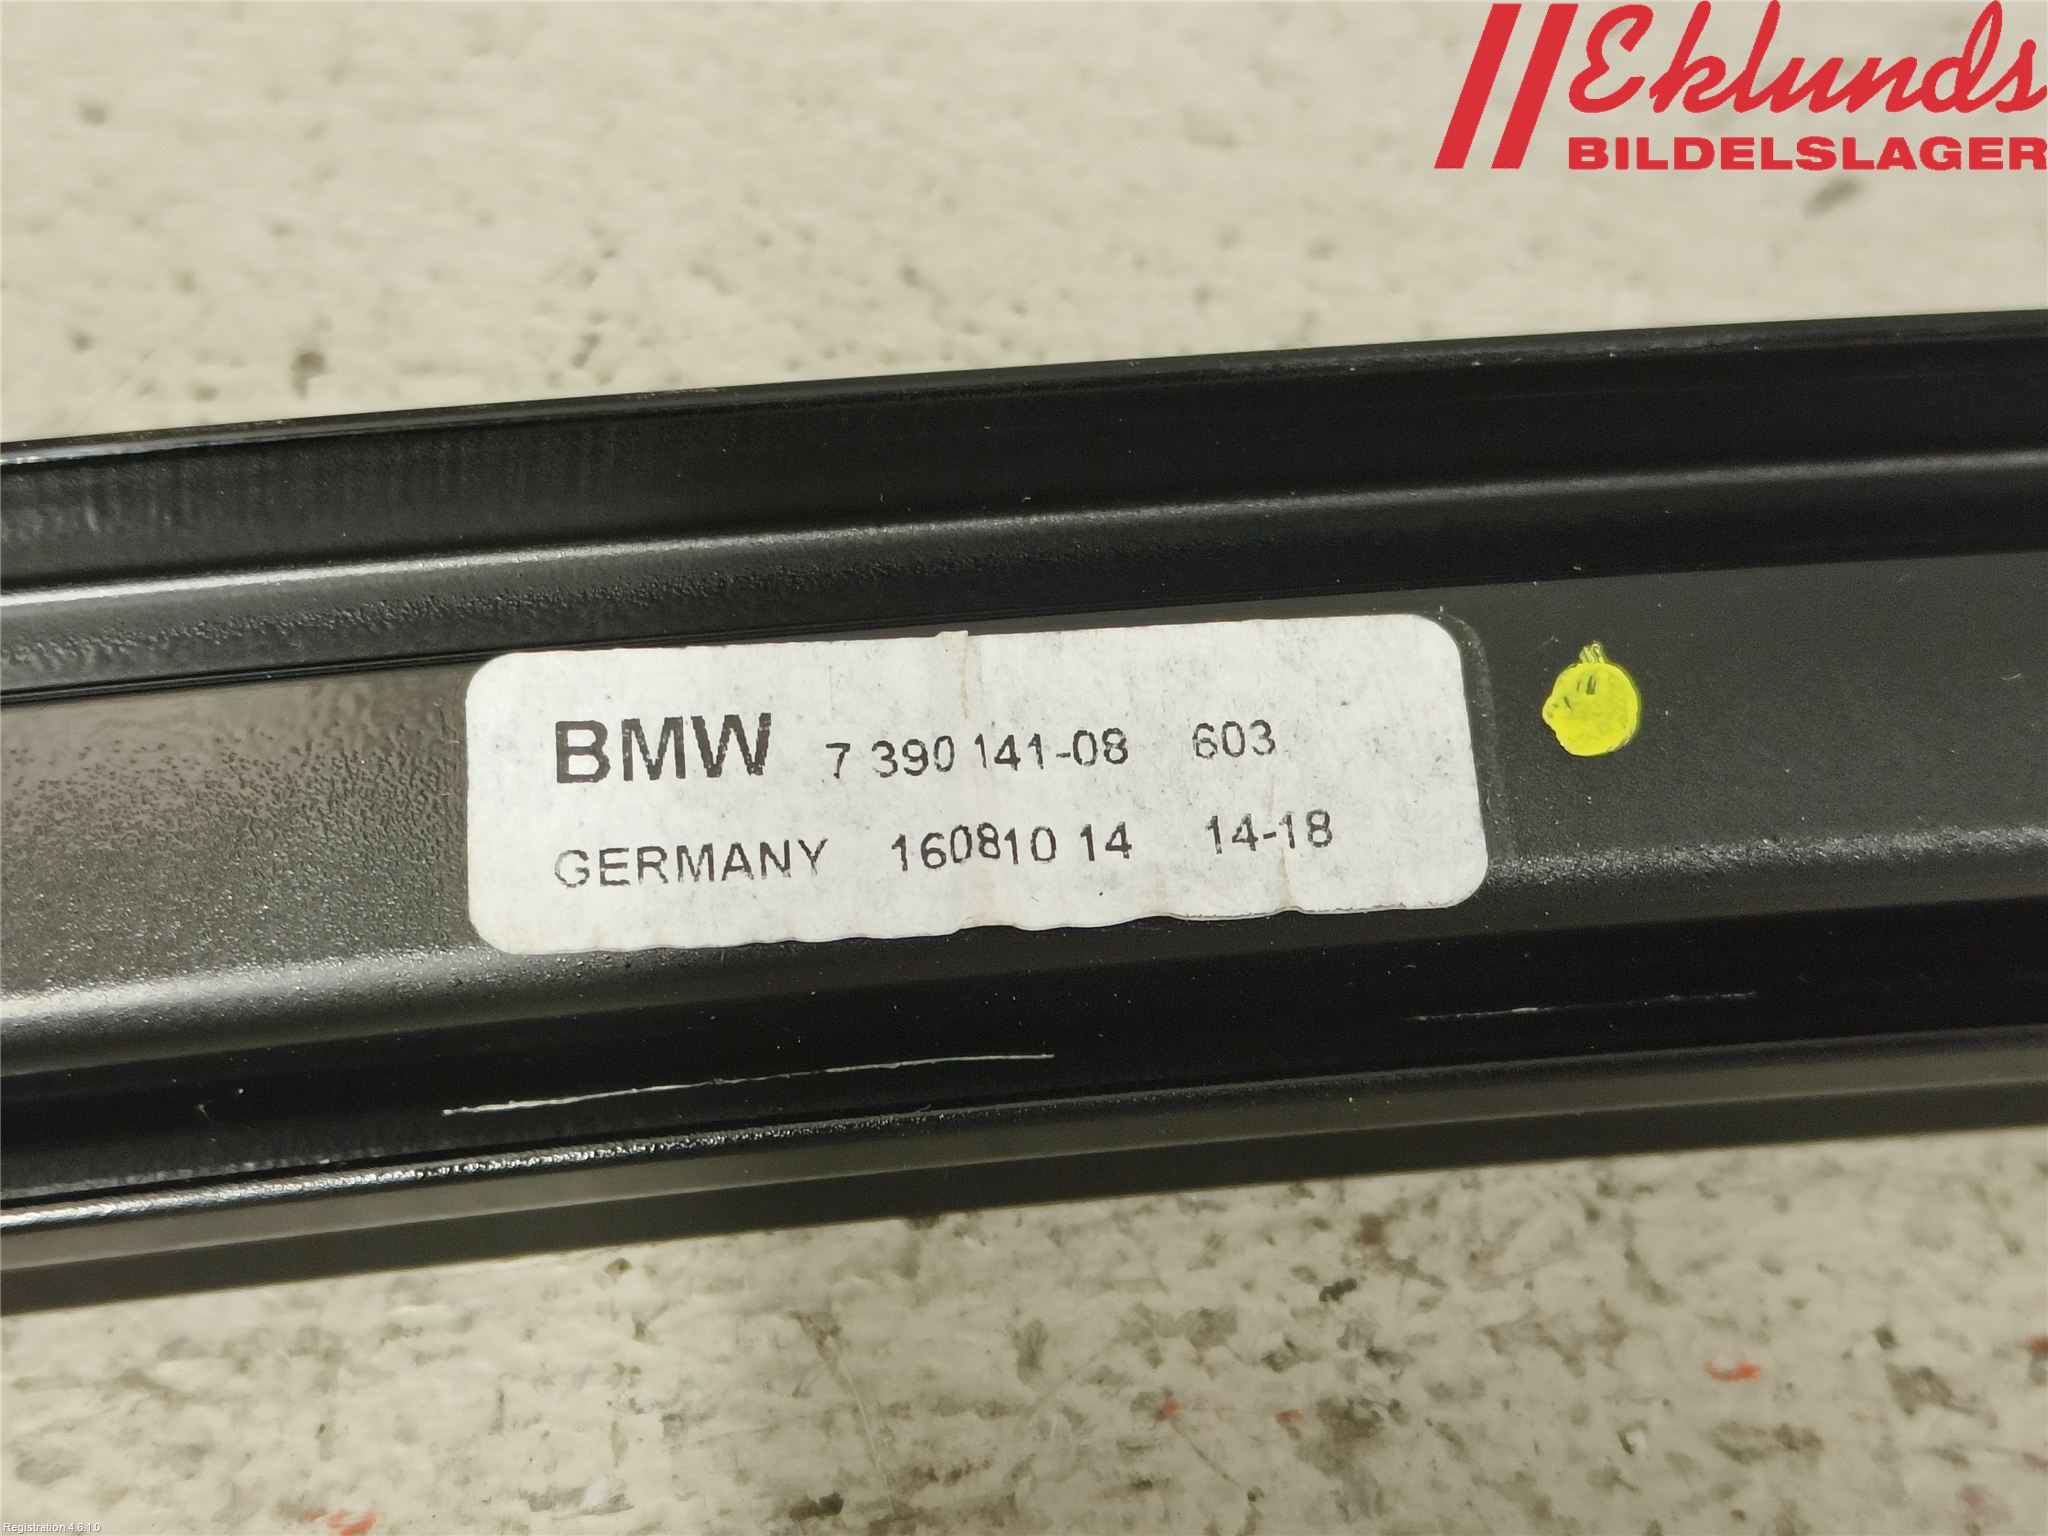 Eklunds
BILDELSLAGER
BMW 7 390 141-08 603
GERMANY 160810 14 14-18
Registration 4.6.1.0